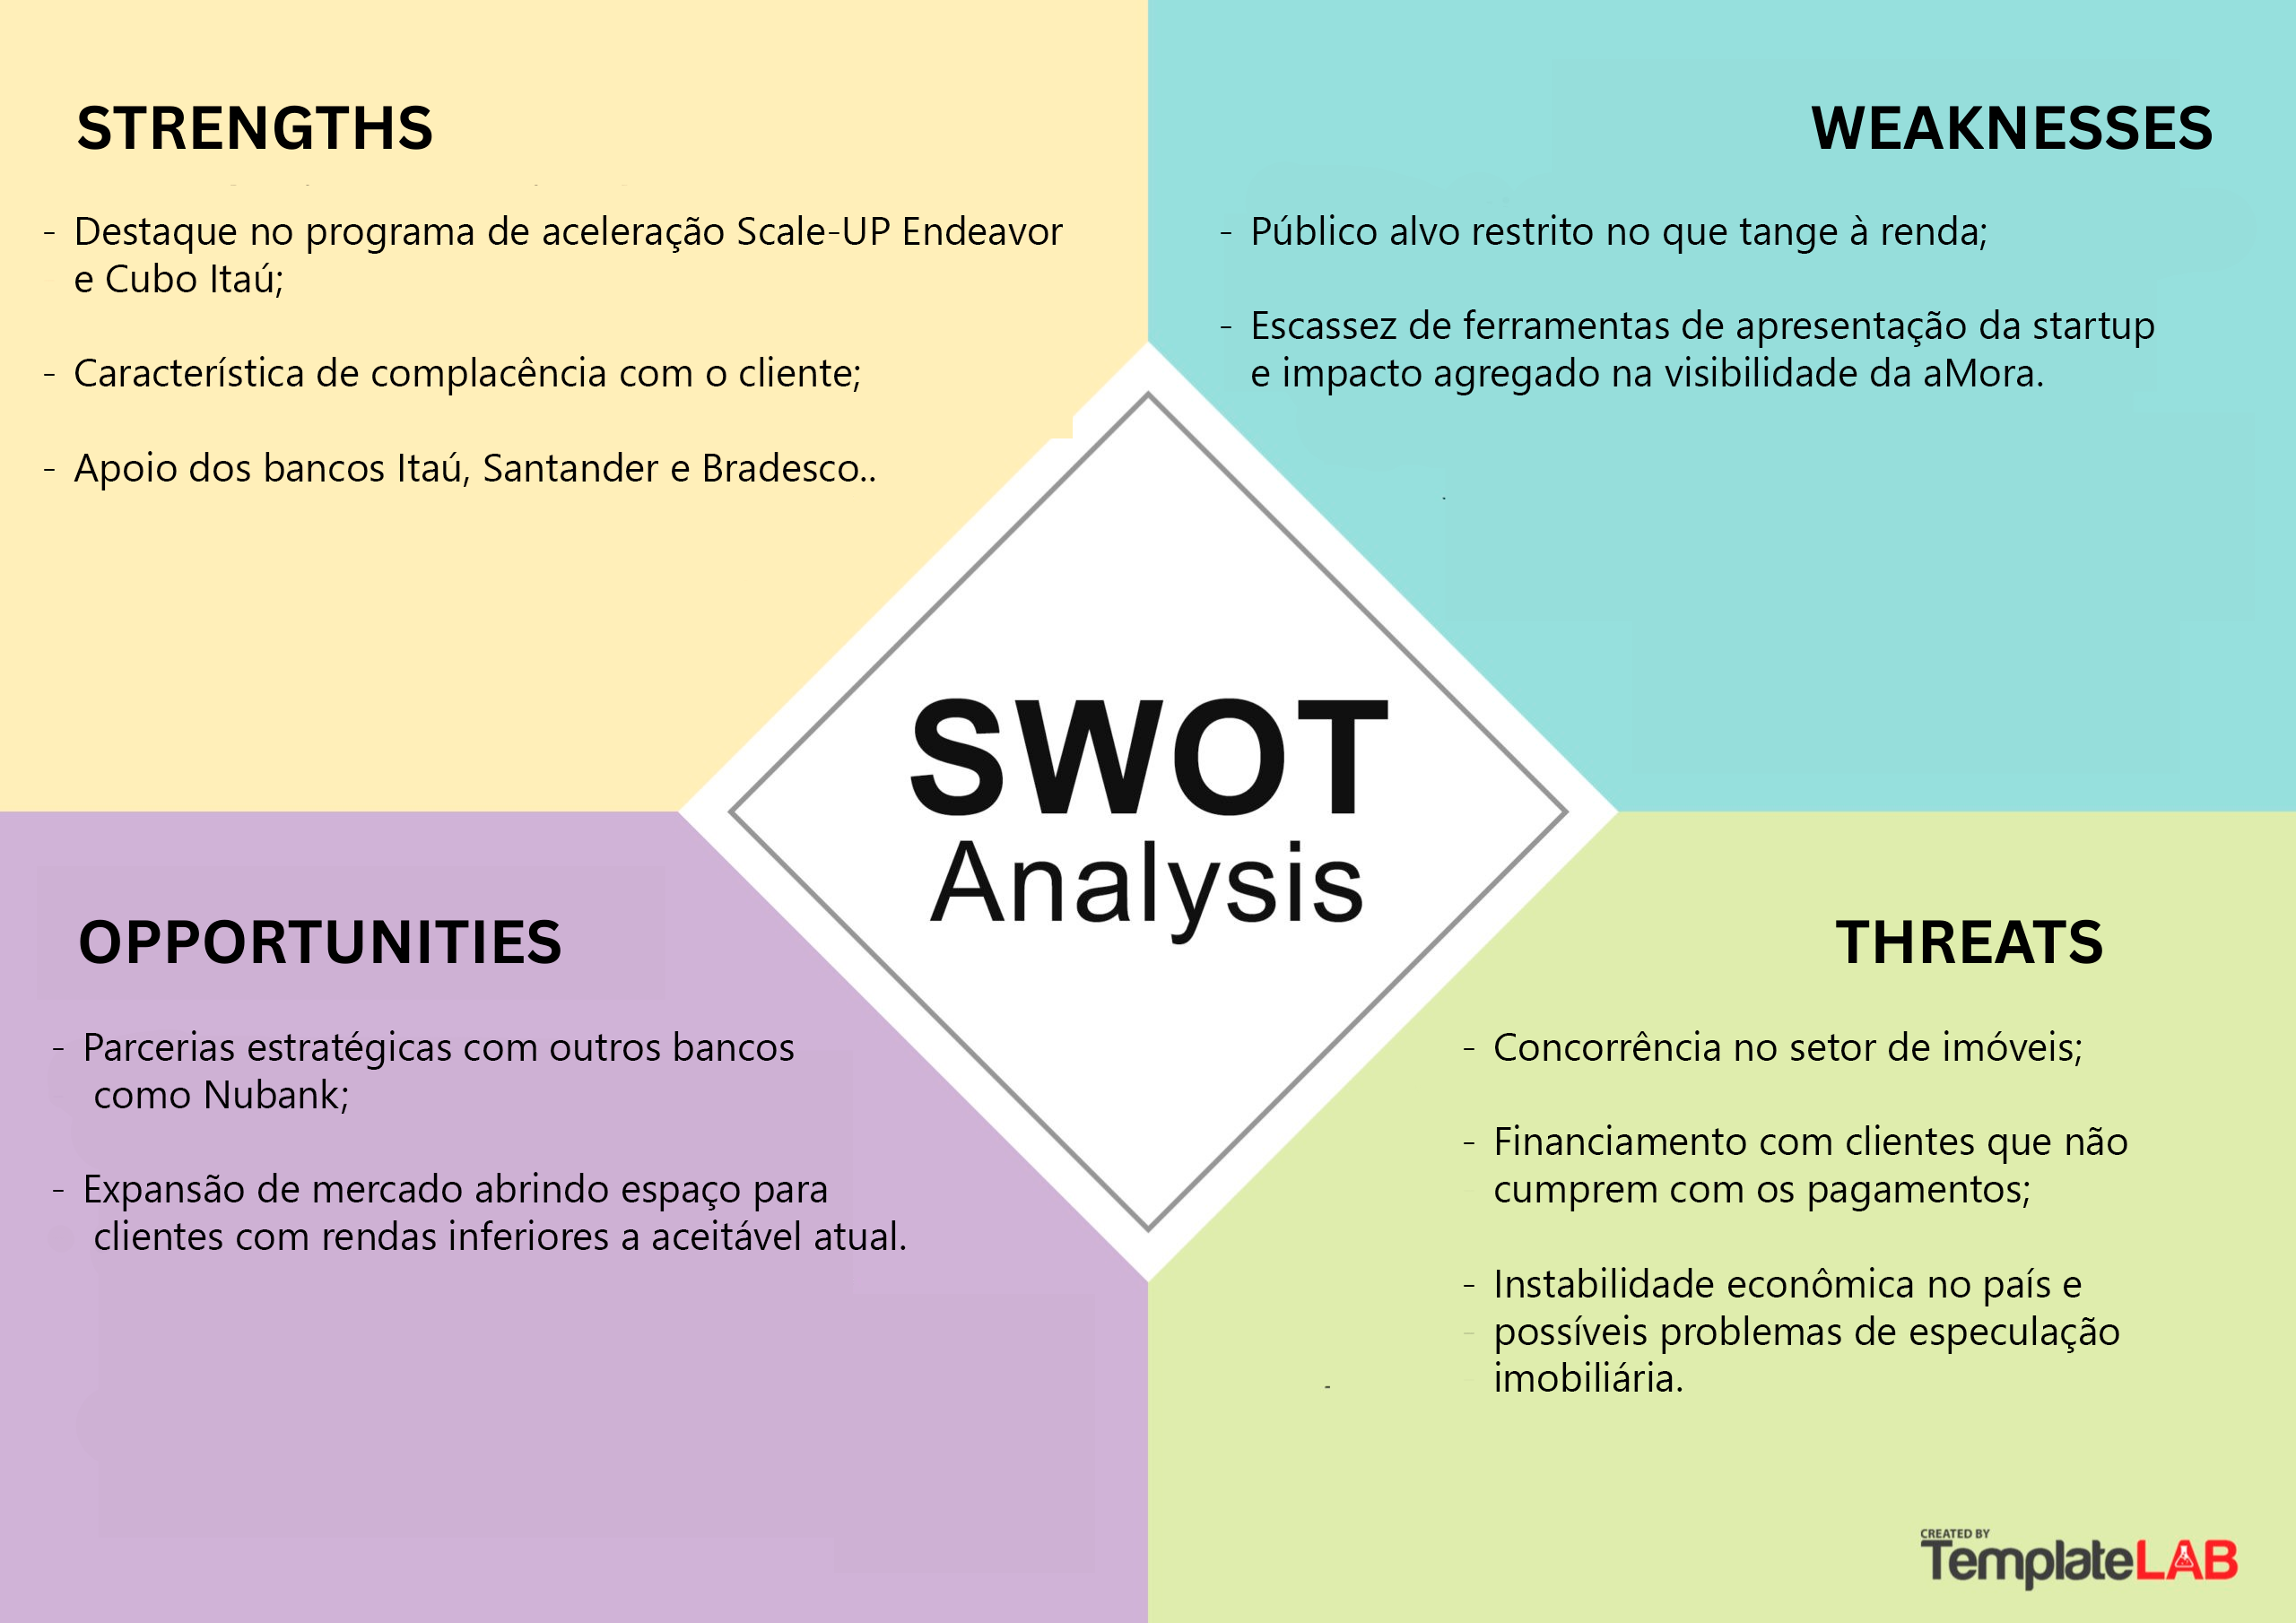 STRENGTHS
- Destaque no programa de aceleração Scale-UP Endeavor
e Cubo Itaú;
- Característica de complacência com o cliente;
- Apoio dos bancos Itaú, Santander e Bradesco..
WEAKNESSES
- Público alvo restrito no que tange à renda;
- Escassez de ferramentas de apresentação da startup
e impacto agregado na visibilidade da aMora.
SWOT
Analysis
OPPORTUNITIES
- Parcerias estratégicas com outros bancos
como Nubank;
- Expansão de mercado abrindo espaço para
clientes com rendas inferiores a aceitável atual.
THREATS
- Concorrência no setor de imóveis;
- Financiamento com clientes que não
cumprem com os pagamentos;
- Instabilidade econômica no país e
- possíveis problemas de especulação
imobiliária.
CREATED BY
TemplateLAB